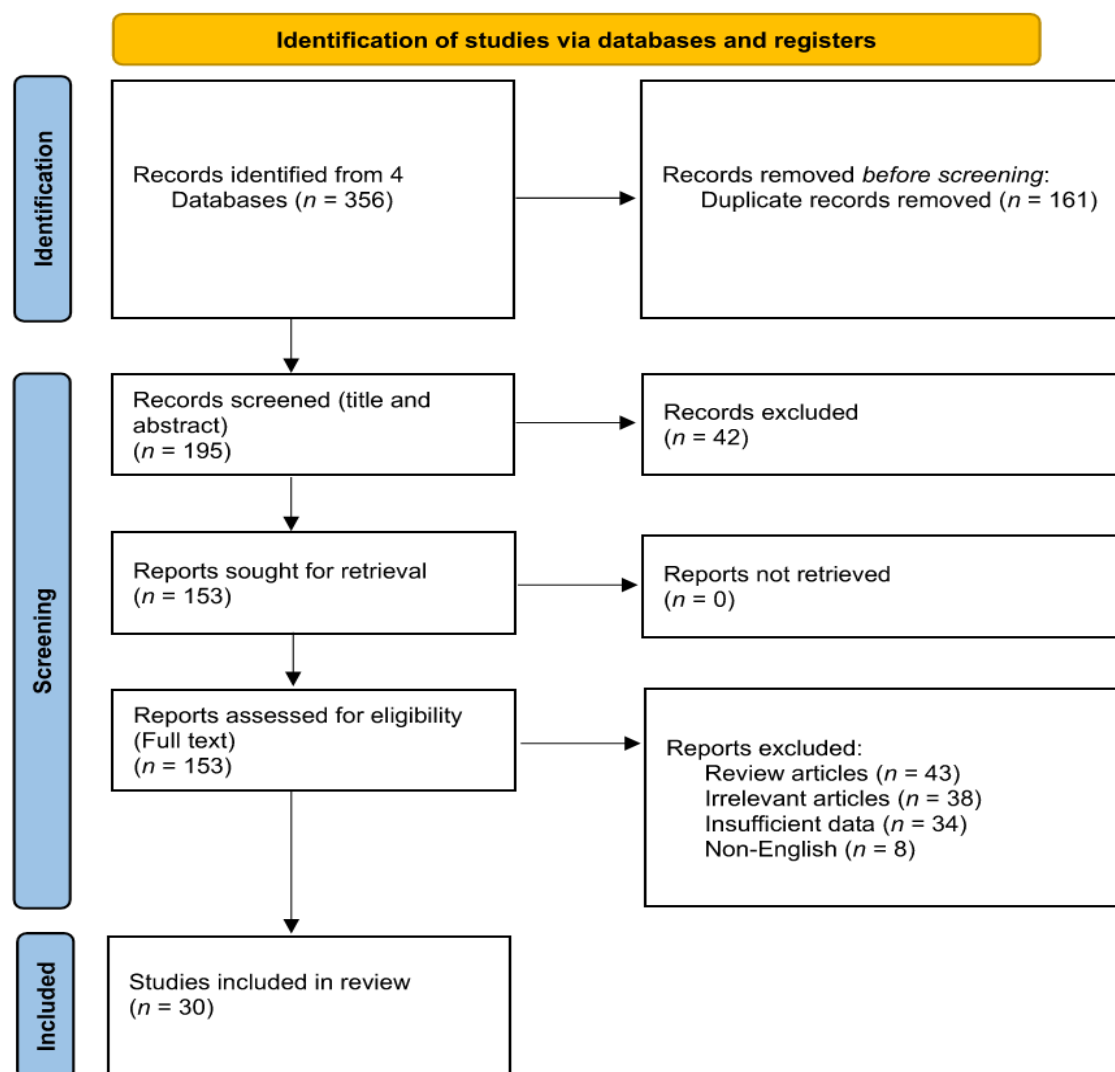 Identification of studies via databases and registers
Identification
Records identified from 4
Databases (n = 356)
Records removed before screening:
Duplicate records removed (n = 161)
Screening
Records screened (title and
abstract)
(n = 195)
Records excluded
(n = 42)
Reports sought for retrieval
(n = 153)
Reports not retrieved
(n = 0)
Reports assessed for eligibility
(Full text)
(n = 153)
Reports excluded:
Review articles (n = 43)
Irrelevant articles (n = 38)
Insufficient data (n = 34)
Non-English (n = 8)
Included
Studies included in review
(n = 30)